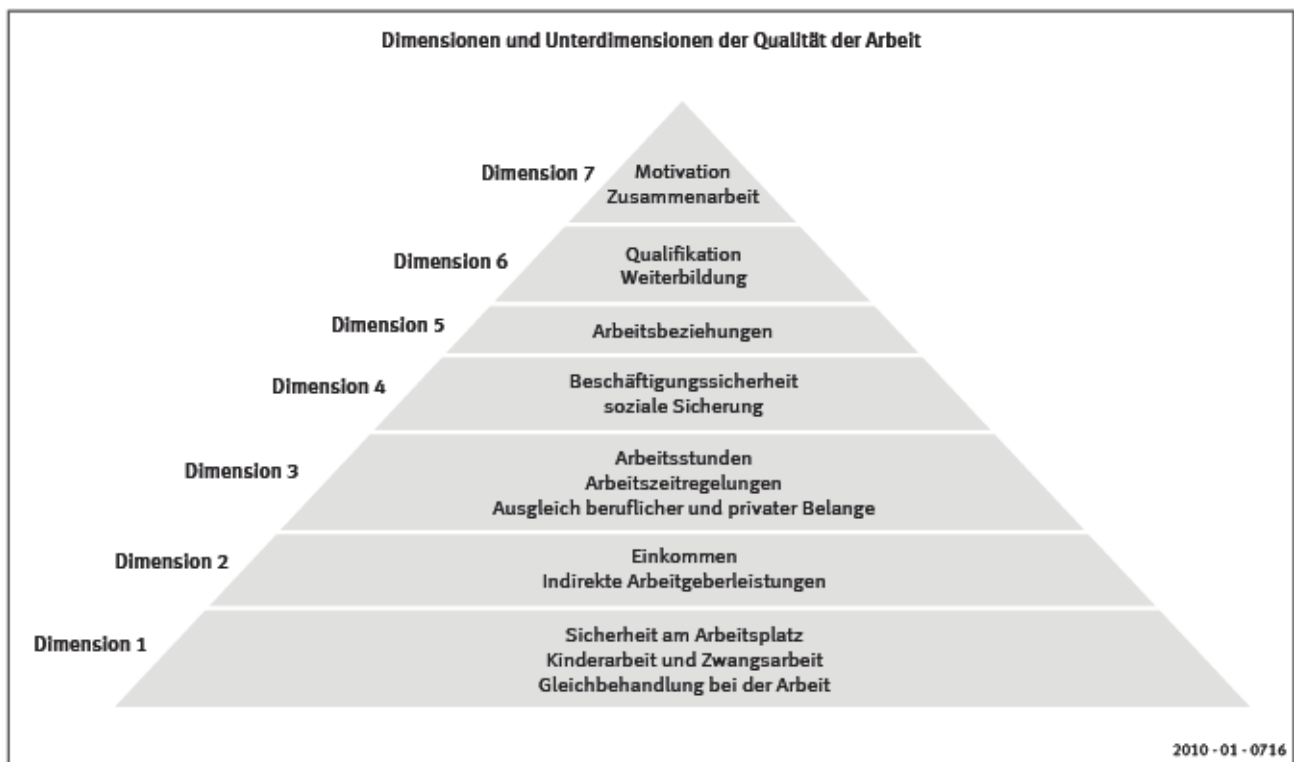 Dimensionen und Unterdimensionen der Qualität der Arbeit
Dimension 7
Motivation
Zusammenarbeit
Dimension 6
Qualifikation
Weiterbildung
Dimension 5
Arbeitsbeziehungen
Dimension 4
Beschäftigungssicherheit
soziale Sicherung
Dimension 3
Arbeitsstunden
Arbeitszeitregelungen
Ausgleich beruflicher und privater Belange
Dimension 2
Einkommen
Indirekte Arbeitgeberleistungen
Dimension 1
Sicherheit am Arbeitsplatz
Kinderarbeit und Zwangsarbeit
Gleichbehandlung bei der Arbeit
2010 - 01 - 0716